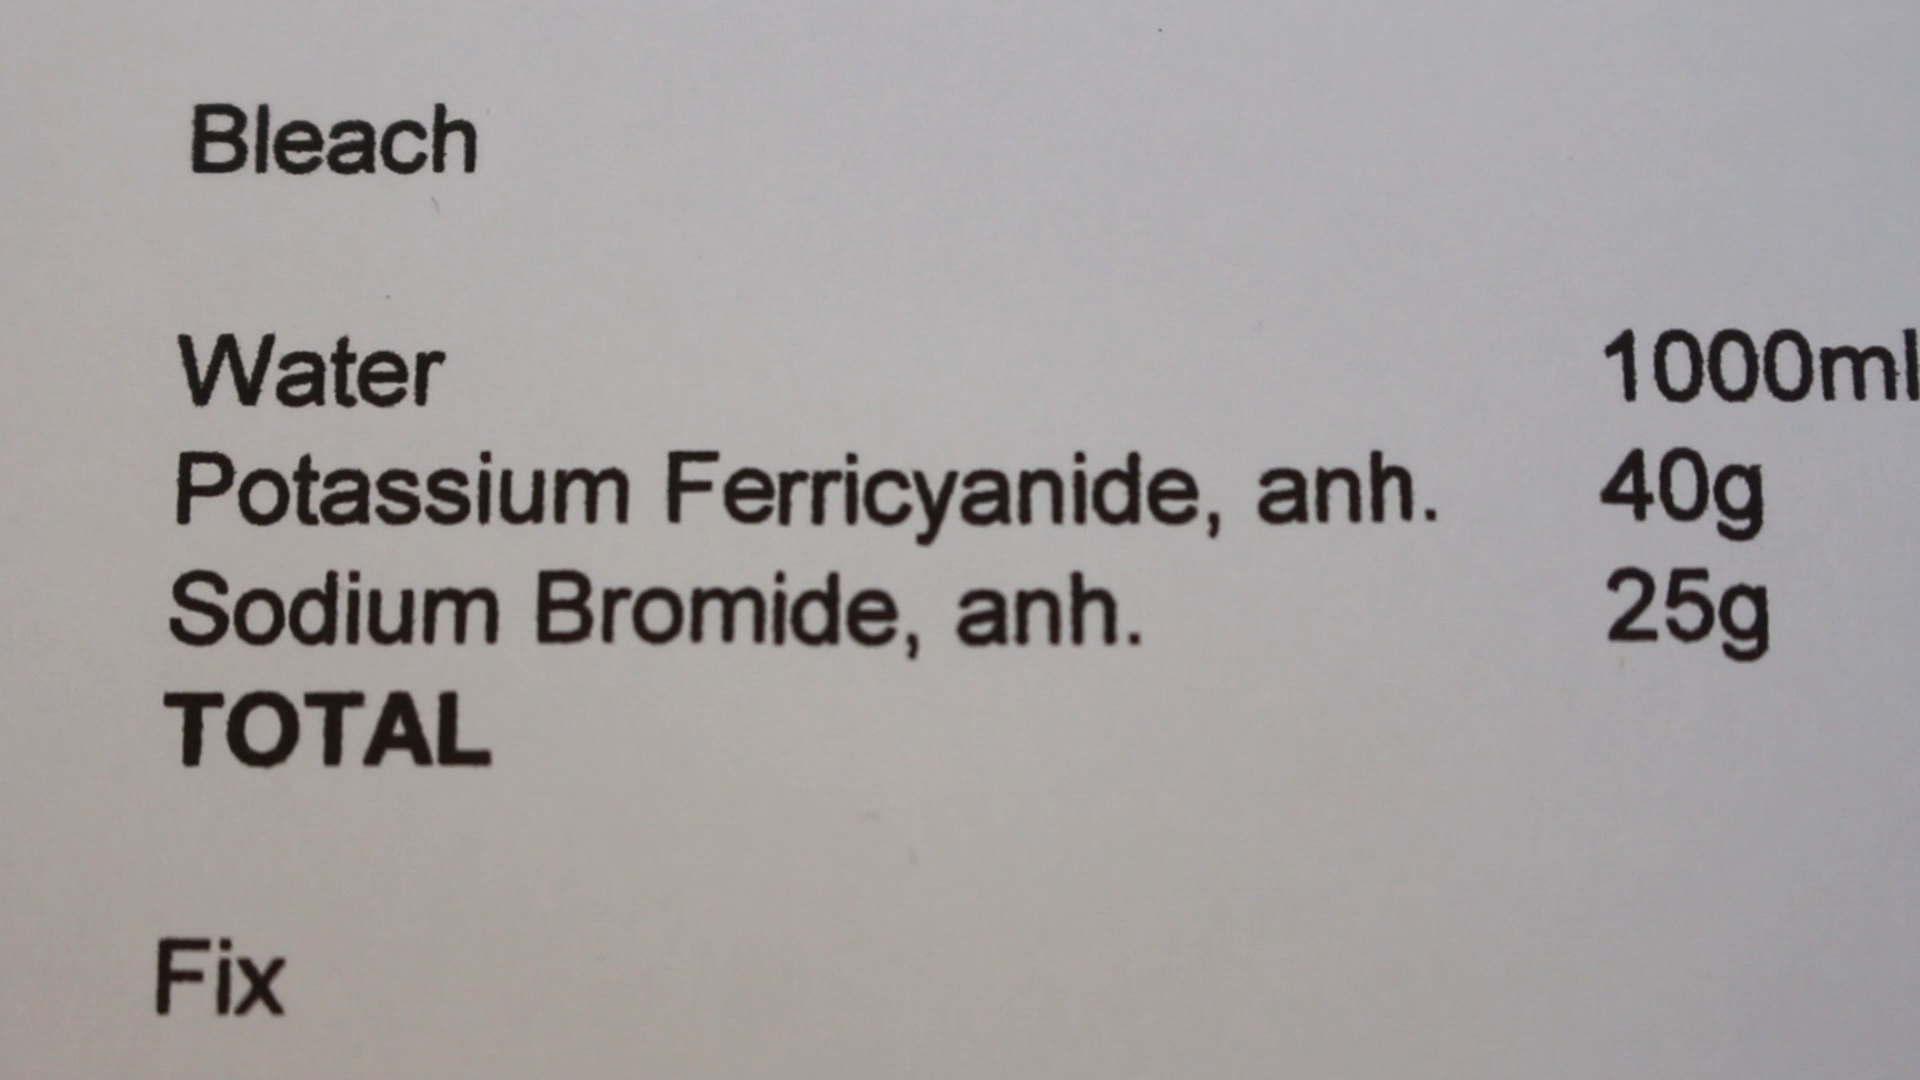 Bleach
Water 1000ml
Potassium Ferricyanide, anh. 40g
Sodium Bromide, anh. 25g
TOTAL
Fix